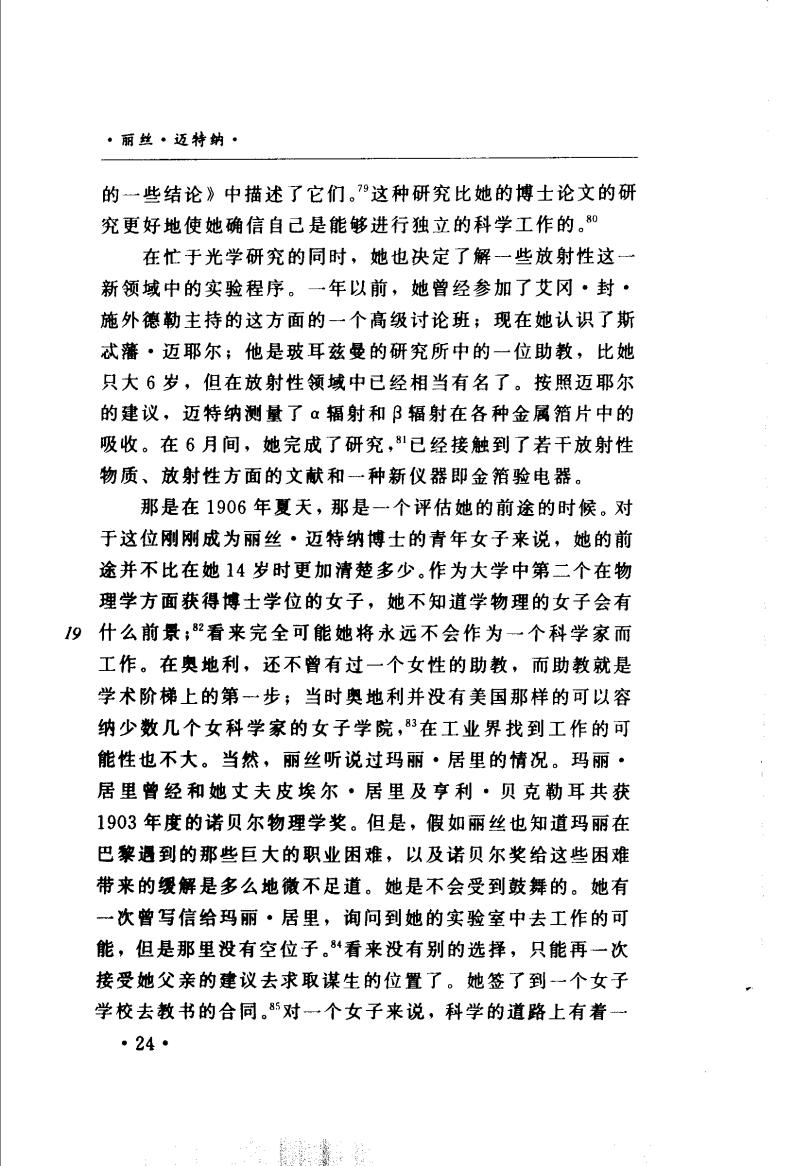 ·丽丝·迈特纳·
的一些结论》中描述了它们。⁷⁹这种研究比她的博士论文的研
究更好地使她确信自己是能够进行独立的科学工作的。⁸⁰
在忙于光学研究的同时，她也决定了解一些放射性这一
新领域中的实验程序。一年以前，她曾经参加了艾冈·封·
施外德勒主持的这方面的一个高级讨论班；现在她认识了斯
忒藩·迈耶尔；他是玻耳兹曼的研究所中的一位助教，比她
只大 6 岁，但在放射性领域中已经相当有名了。按照迈耶尔
的建议，迈特纳测量了α辐射和β辐射在各种金属箔片中的
吸收。在 6 月间，她完成了研究，⁸¹已经接触到了若干放射性
物质、放射性方面的文献和一种新仪器即金箔验电器。
那是在 1906 年夏天，那是一个评估她的前途的时候。对
于这位刚刚成为丽丝·迈特纳博士的青年女子来说，她的前
途并不比在她 14 岁时更加清楚多少。作为大学中第二个在物
理学方面获得博士学位的女子，她不知道学物理的女子会有
19 什么前景；⁸²看来完全可能她将永远不会作为一个科学家而
工作。在奥地利，还不曾有过一个女性的助教，而助教就是
学术阶梯上的第一步；当时奥地利并没有美国那样的可以容
纳少数几个女科学家的女子学院，⁸³在工业界找到工作的可
能性也不大。当然，丽丝听说过玛丽·居里的情况。玛丽·
居里曾经和她丈夫皮埃尔·居里及亨利·贝克勒耳共获
1903 年度的诺贝尔物理学奖。但是，假如丽丝也知道玛丽在
巴黎遇到的那些巨大的职业困难，以及诺贝尔奖给这些困难
带来的缓解是多么地微不足道。她是不会受到鼓舞的。她有
一次曾写信给玛丽·居里，询问到她的实验室中去工作的可
能，但是那里没有空位子。⁸⁴看来没有别的选择，只能再一次
接受她父亲的建议去求取谋生的位置了。她签了到一个女子
学校去教书的合同。⁸⁵对一个女子来说，科学的道路上有着一
·24·